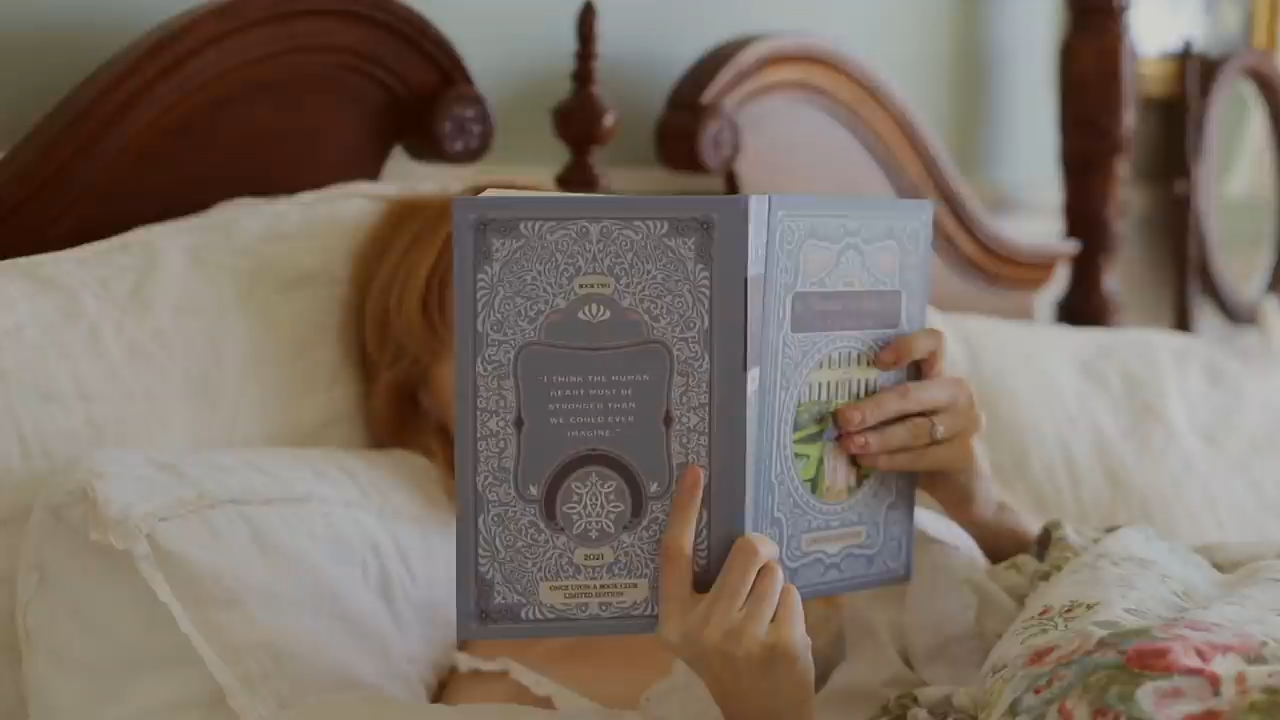 BOOK TWO
"I THINK THE HUMAN
HEART MUST BE
STRONGER THAN
WE COULD EVER
IMAGINE."
2021
ONCE UPON A BOOK CLUB
LIMITED EDITION